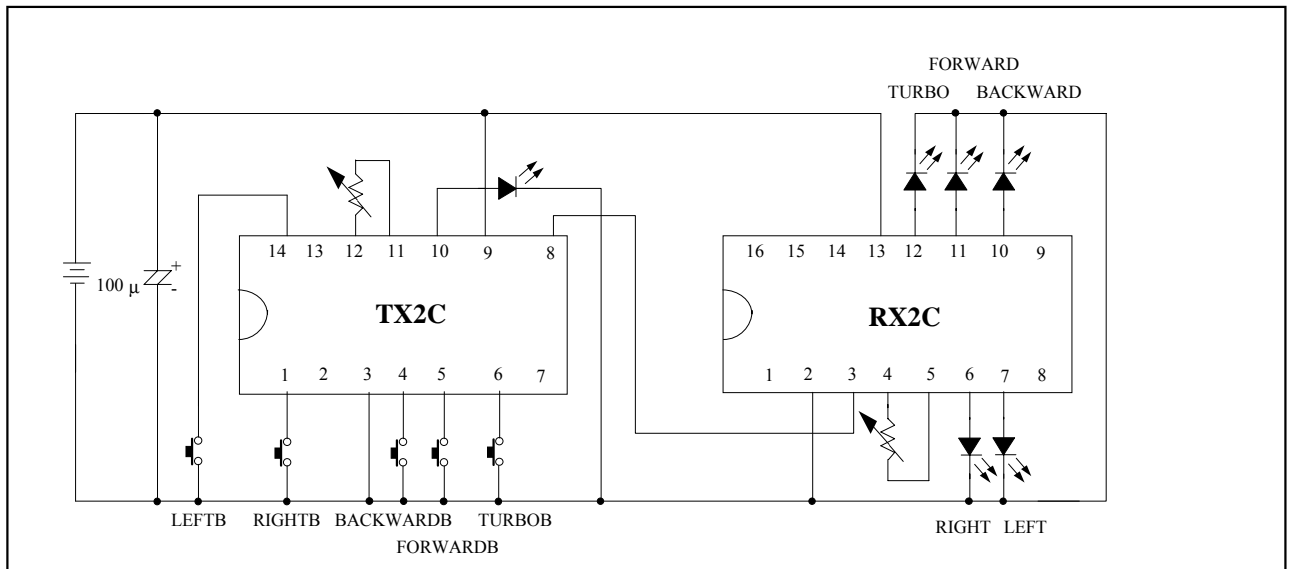 FORWARD
TURBO BACKWARD
14 13 12 11 10 9 8
16 15 14 13 12 11 10 9
100 µ
+
-
TX2C
RX2C
1 2 3 4 5 6 7
1 2 3 4 5 6 7 8
LEFTB RIGHTB BACKWARDB TURBOB
FORWARDB
RIGHT LEFT